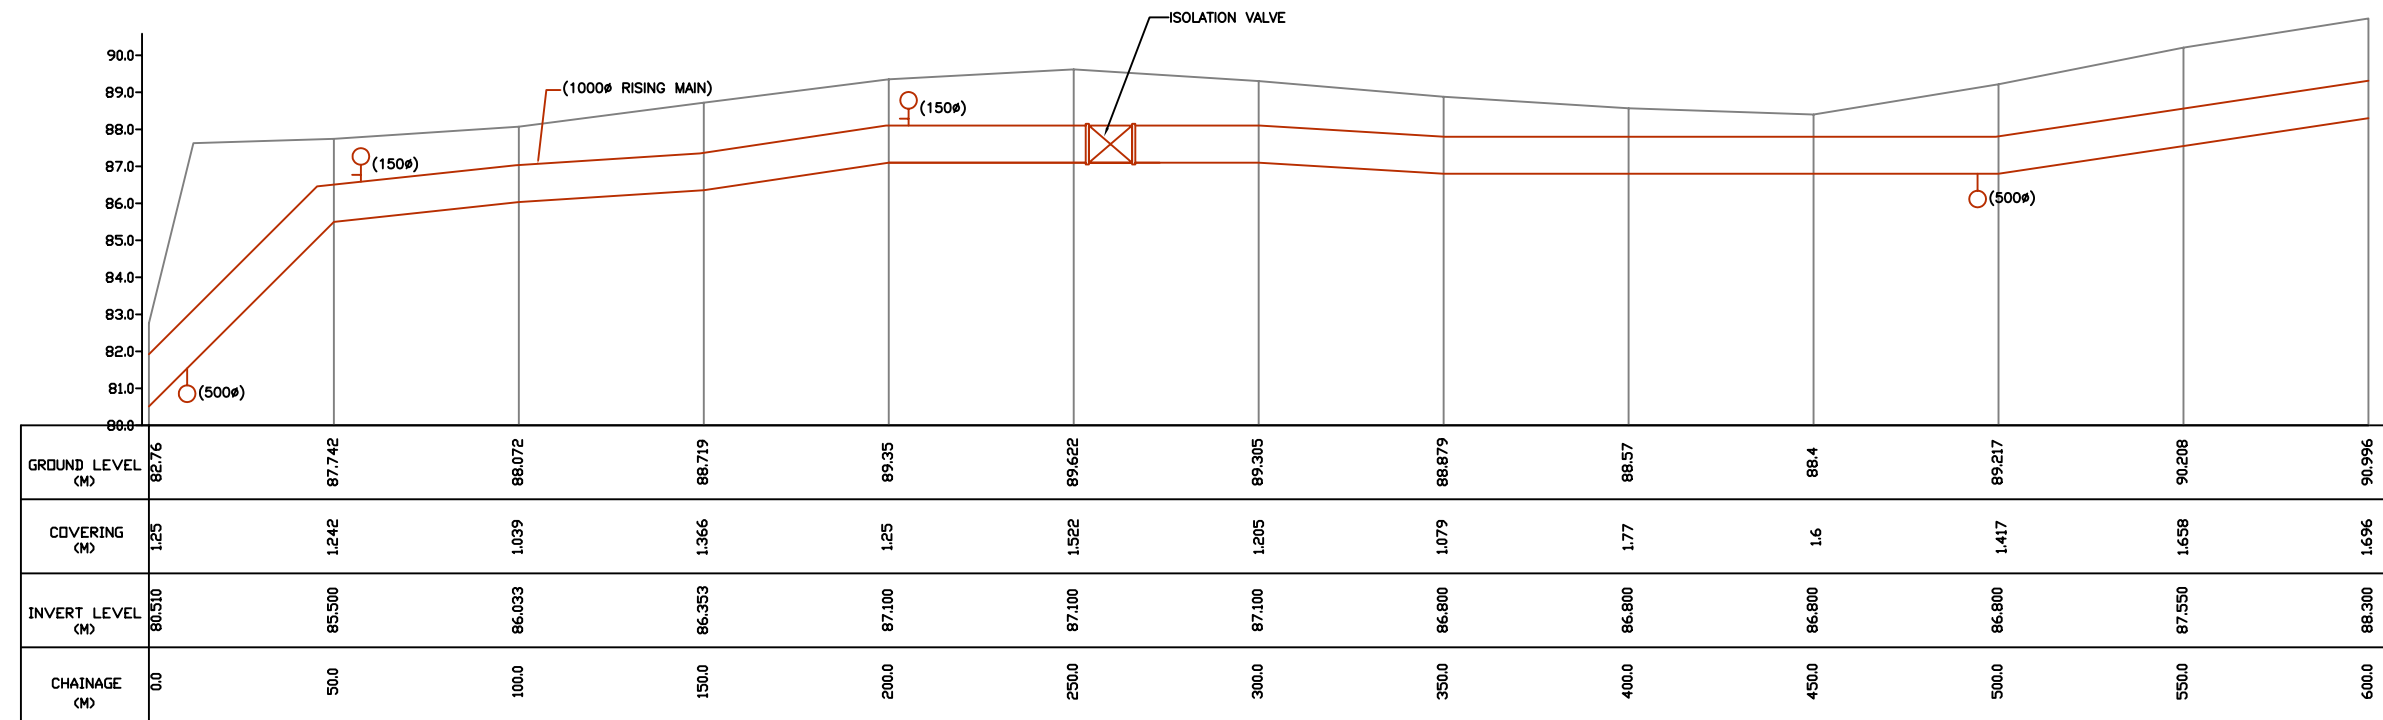 ISOLATION VALVE
90.0
89.0
88.0
87.0
86.0
85.0
84.0
83.0
82.0
81.0
80.0
(1000ø RISING MAIN)
(150ø)
(150ø)
(500ø)
(500ø)
GROUND LEVEL
(M)
82.76 87.742 88.072 88.719 89.35 89.622 89.305 88.879 88.57 88.4 89.217 90.208 90.996
COVERING
(M)
1.25 1.242 1.039 1.366 1.25 1.522 1.205 1.079 1.77 1.6 1.417 1.658 1.696
INVERT LEVEL
(M)
80.510 85.500 86.033 86.353 87.100 87.100 87.100 86.800 86.800 86.800 86.800 87.550 88.300
CHAINAGE
(M)
0.0 50.0 100.0 150.0 200.0 250.0 300.0 350.0 400.0 450.0 500.0 550.0 600.0